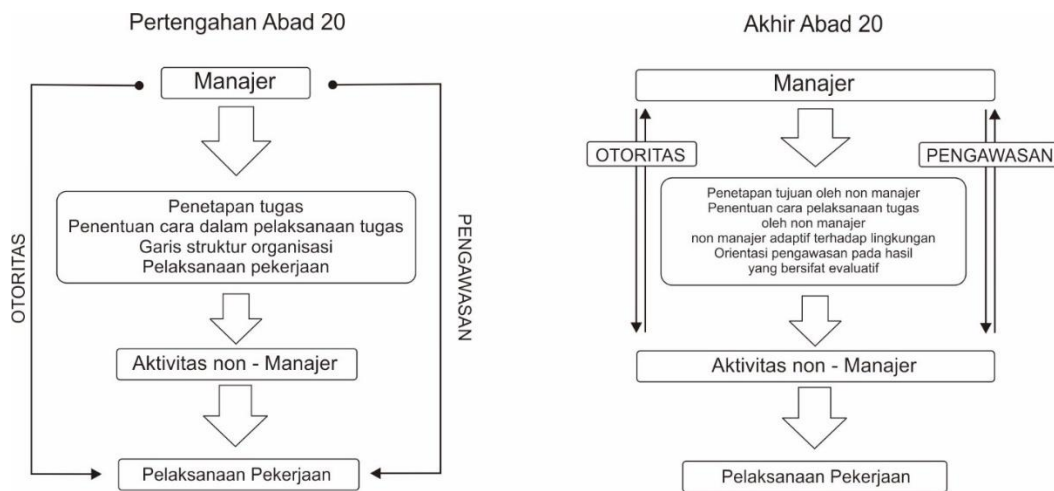 Pertengahan Abad 20
Manajer
Penetapan tugas
Penentuan cara dalam pelaksanaan tugas
Garis struktur organisasi
Pelaksanaan pekerjaan
OTORITAS
PENGAWASAN
Aktivitas non - Manajer
Pelaksanaan Pekerjaan
Akhir Abad 20
Manajer
OTORITAS
PENGAWASAN
Penetapan tujuan oleh non manajer
Penentuan cara pelaksanaan tugas
oleh non manajer
non manajer adaptif terhadap lingkungan
Orientasi pengawasan pada hasil
yang bersifat evaluatif
Aktivitas non - Manajer
Pelaksanaan Pekerjaan